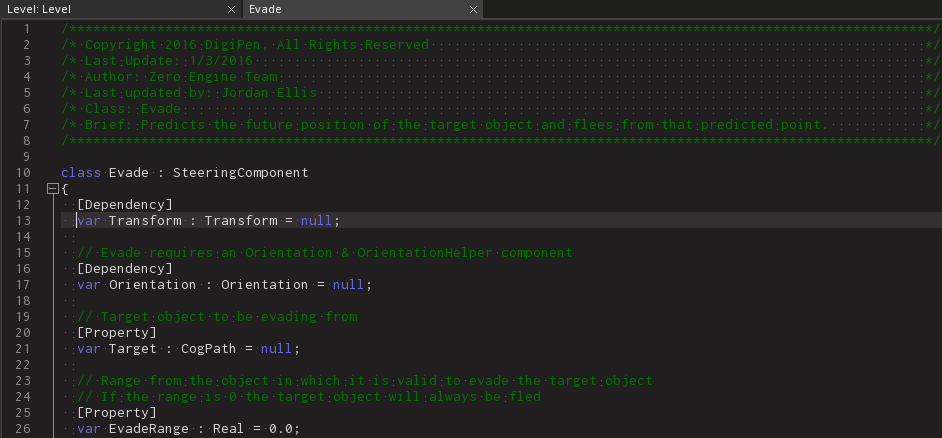 Level: Level
Evade
1 /************************************************************************************************************/
2 /* Copyright 2016 DigiPen, All Rights Reserved */
3 /* Last Update: 1/3/2016 */
4 /* Author: Zero Engine Team */
5 /* Last updated by: Jordan Ellis */
6 /* Class: Evade */
7 /* Brief: Predicts the future position of the target object and flees from that predicted point. */
8 /************************************************************************************************************/
9
10 class Evade : SteeringComponent
11 {
12 [Dependency]
13 var Transform : Transform = null;
14
15 // Evade requires an Orientation & OrientationHelper component
16 [Dependency]
17 var Orientation : Orientation = null;
18
19 // Target object to be evading from
20 [Property]
21 var Target : CogPath = null;
22
23 // Range from the object in which it is valid to evade the target object
24 // If the range is 0 the target object will always be fled
25 [Property]
26 var EvadeRange : Real = 0.0;